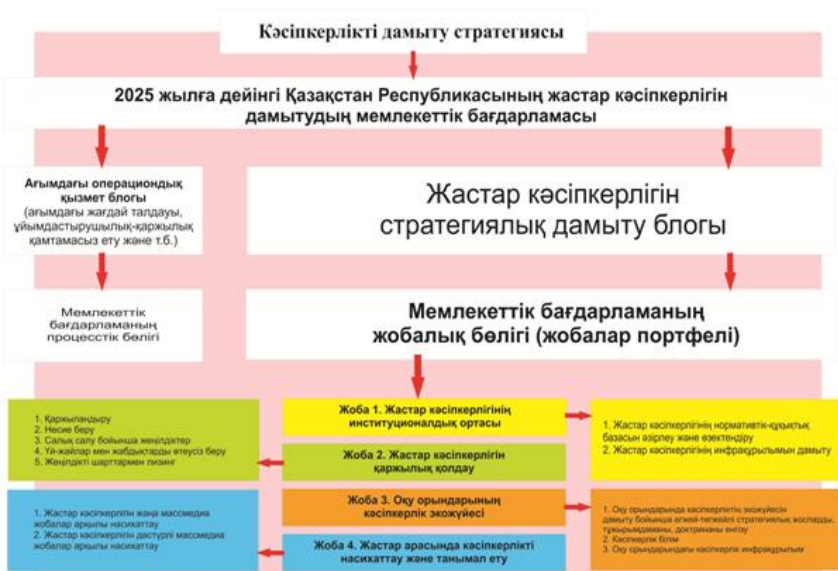 Кәсіпкерлікті дамыту стратегиясы
2025 жылға дейінгі Қазақстан Республикасының жастар кәсіпкерлігін
дамытудың мемлекеттік бағдарламасы
Ағымдағы операциондық
қызмет блогы
(ағымдағы жағдай талдауы,
ұйымдастырушылық-қаржылық
қамтамасыз ету және т.б.)
Жастар кәсіпкерлігін
стратегиялық дамыту блогы
Мемлекеттік
бағдарламаның
процесстік бөлігі
Мемлекеттік бағдарламаның
жобалық бөлігі (жобалар портфелі)
Жоба 1. Жастар кәсіпкерлігінің
институционалдық ортасы
1. Жастар кәсіпкерлігінің нормативтік-құқықтық
базасын әзірлеу және өзектендіру
2. Жастар кәсіпкерлігінің инфрақұрылымын дамыту
1. Қаржыландыру
2. Несие беру
3. Салық салу бойынша жеңілдіктер
4. Үй-жайлар мен жабдықтарды өтеусіз беру
5. Жеңілдікті шарттармен лизинг
Жоба 2. Жастар кәсіпкерлігін
қаржылық қолдау
Жоба 3. Оқу орындарының
кәсіпкерлік экожүйесі
1. Оқу орындарында кәсіпкерліктің экожүйесін
дамыту бойынша егжей-тегжейлі стратегиялық жоспарды,
тұжырымдаманы, доктринаны енгізу
2. Кәсіпкерлік білім
3. Оқу орындарындағы кәсіпкерлік инфрақұрылым
1. Жастар кәсіпкерлігін жаңа массмедиа
жобалар арқылы насихаттау
2. Жастар кәсіпкерлігін дәстүрлі массмедиа
жобалар арқылы насихаттау
Жоба 4. Жастар арасында кәсіпкерлікті
насихаттау және танымал ету